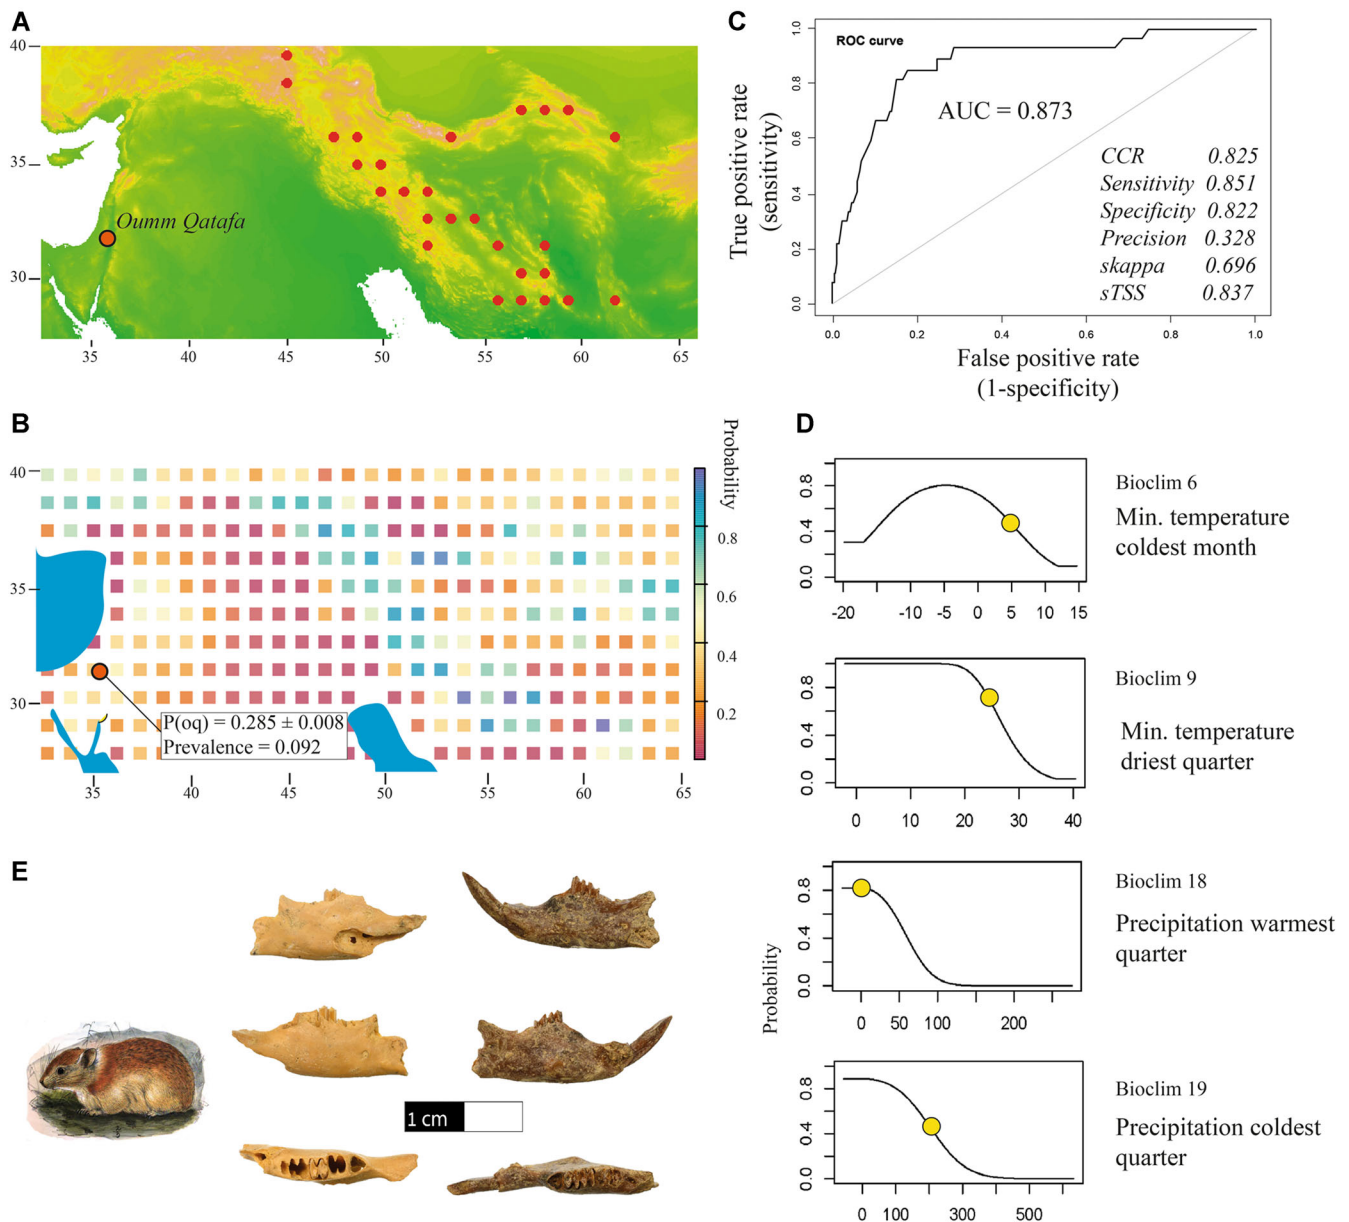 A
40
35
30
Oumm Qatafa
35 40 45 50 55 60 65
B
40
35
30
P(oq) = 0.285 ± 0.008
Prevalence = 0.092
35 40 45 50 55 60 65
Probability
0.8
0.6
0.4
0.2
C
ROC curve
AUC = 0.873
CCR 0.825
Sensitivity 0.851
Specificity 0.822
Precision 0.328
skappa 0.696
sTSS 0.837
True positive rate
(sensitivity)
1.0
0.8
0.6
0.4
0.2
0.0
0.0 0.2 0.4 0.6 0.8 1.0
False positive rate
(1-specificity)
D
0.8
0.4
0.0
-20 -10 -5 0 5 10 15
Bioclim 6
Min. temperature
coldest month
0.8
0.4
0.0
0 10 20 30 40
Bioclim 9
Min. temperature
driest quarter
0.8
0.4
0.0
0 50 100 200
Bioclim 18
Precipitation warmest
quarter
Probability
0.8
0.4
0.0
0 100 300 500
Bioclim 19
Precipitation coldest
quarter
E
1 cm